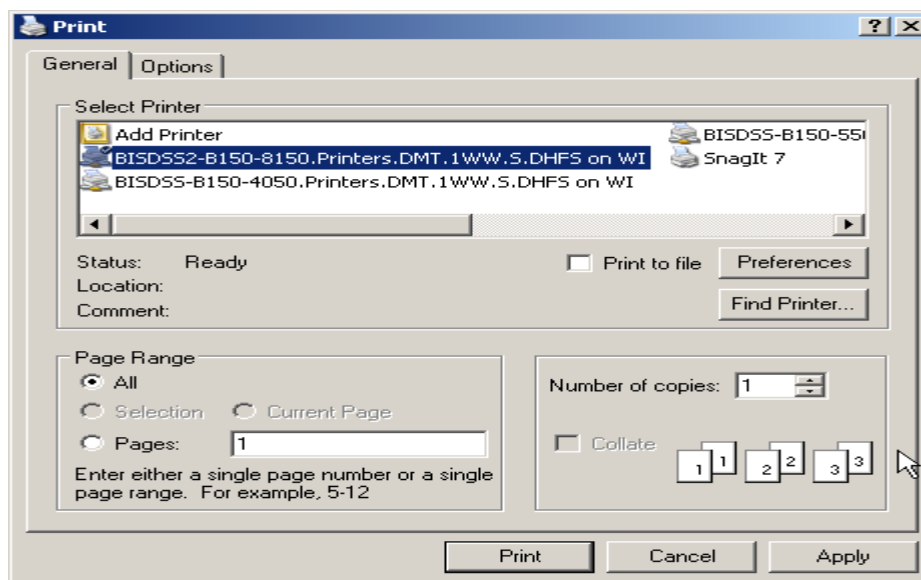 Print
General Options
Select Printer
Add Printer
BISDSS2-B150-8150.Printers.DMT.1WW.S.DHFS on WI
BISDSS-B150-4050.Printers.DMT.1WW.S.DHFS on WI
BISDSS-B150-55
SnagIt 7
Status: Ready
Location:
Comment:
Print to file
Preferences
Find Printer...
Page Range
All
Selection Current Page
Pages: 1
Enter either a single page number or a single
page range. For example, 5-12
Number of copies: 1
Collate
1 1 2 2 3 3
Print Cancel Apply